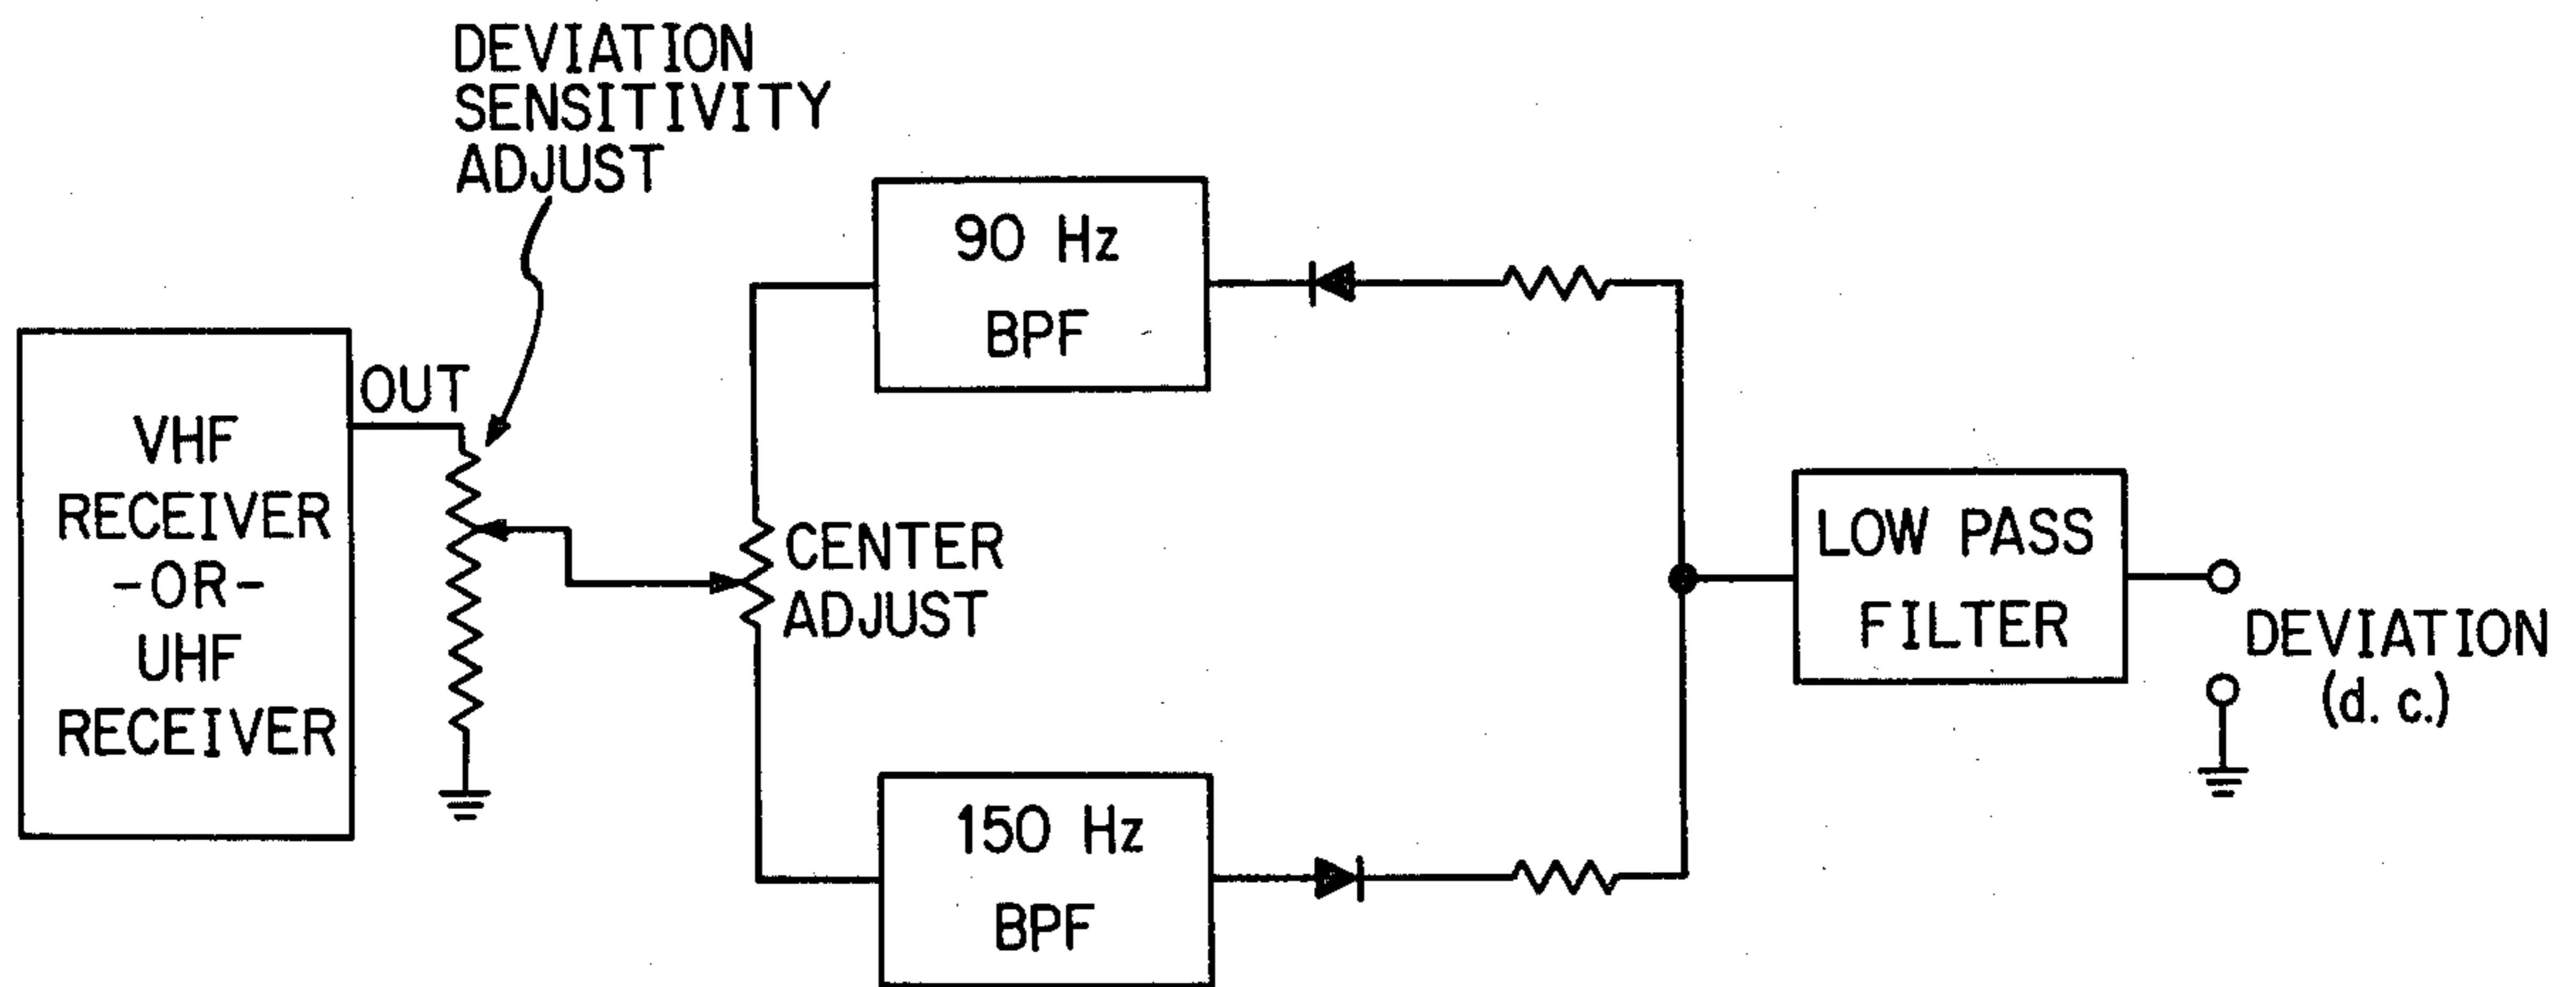 DEVIATION
SENSITIVITY
ADJUST
90 Hz
BPF
OUT
VHF
RECEIVER
-OR-
UHF
RECEIVER
CENTER
ADJUST
LOW PASS
FILTER
DEVIATION
(d. c.)
150 Hz
BPF